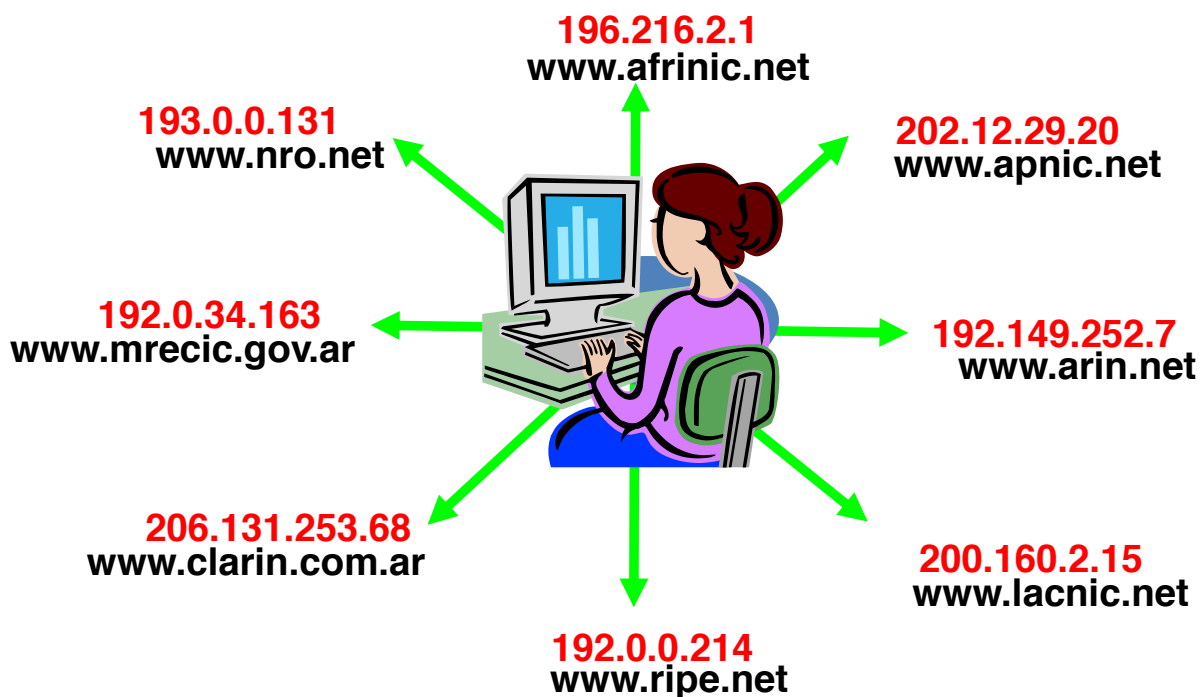 196.216.2.1
www.afrinic.net
193.0.0.131
www.nro.net
202.12.29.20
www.apnic.net
192.0.34.163
www.mrecic.gov.ar
192.149.252.7
www.arin.net
206.131.253.68
www.clarin.com.ar
200.160.2.15
www.lacnic.net
192.0.0.214
www.ripe.net